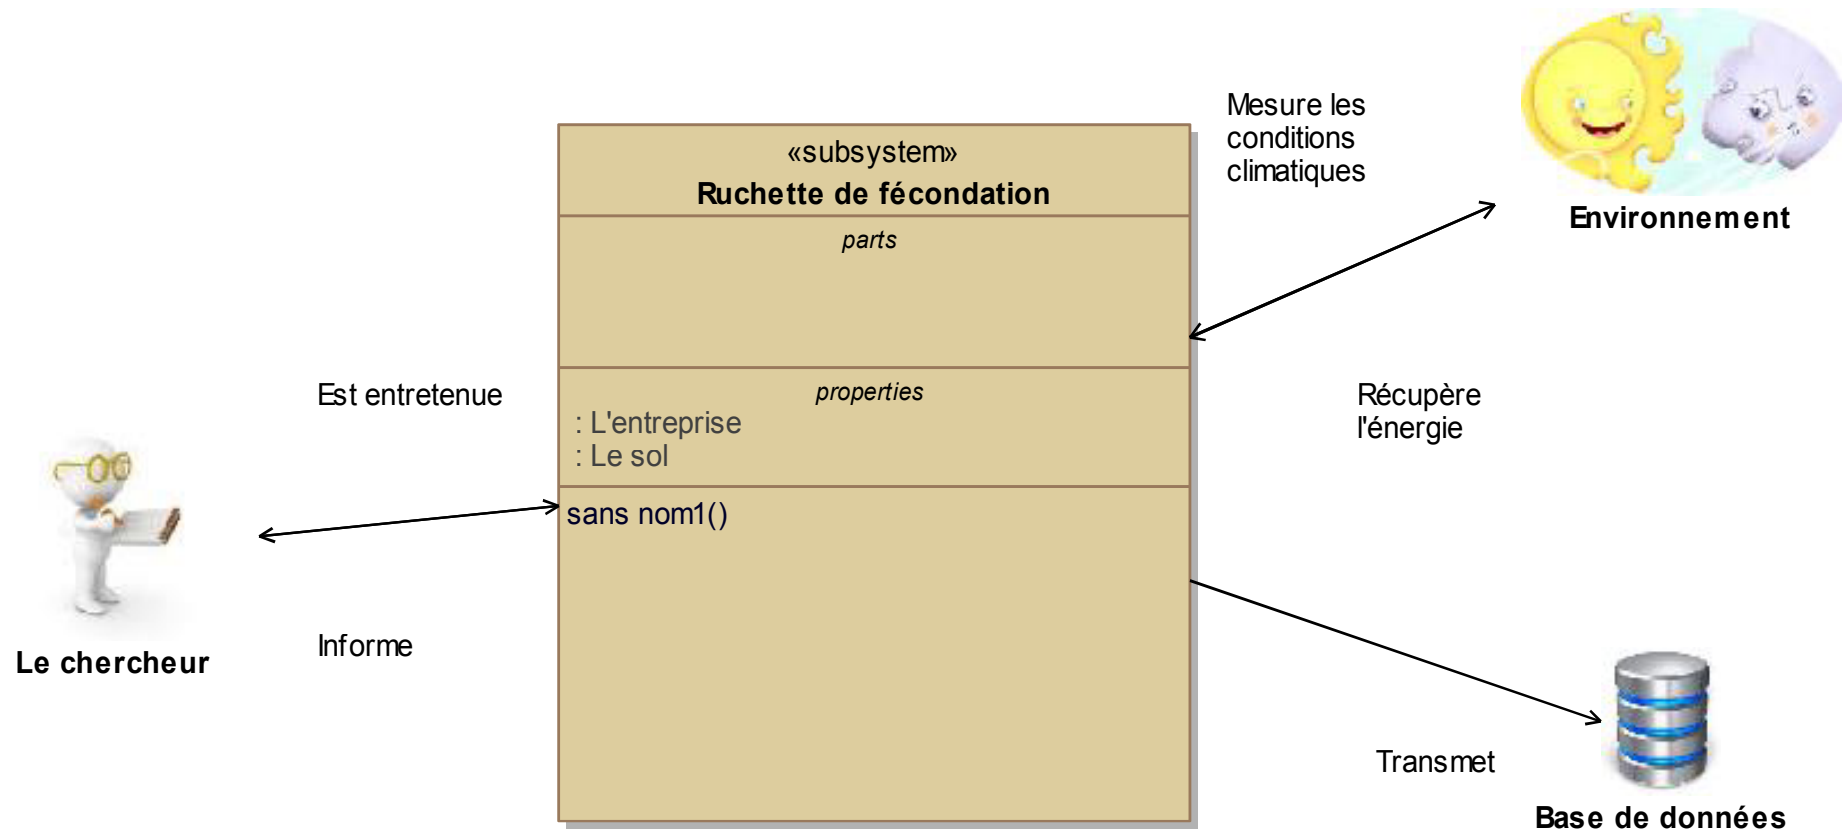 Mesure les
conditions
climatiques
«subsystem»
Ruchette de fécondation
Environnement
parts
Est entretenue
properties
: L'entreprise
: Le sol
Récupère
l'énergie
sans nom1()
Informe
Le chercheur
Transmet
Base de données